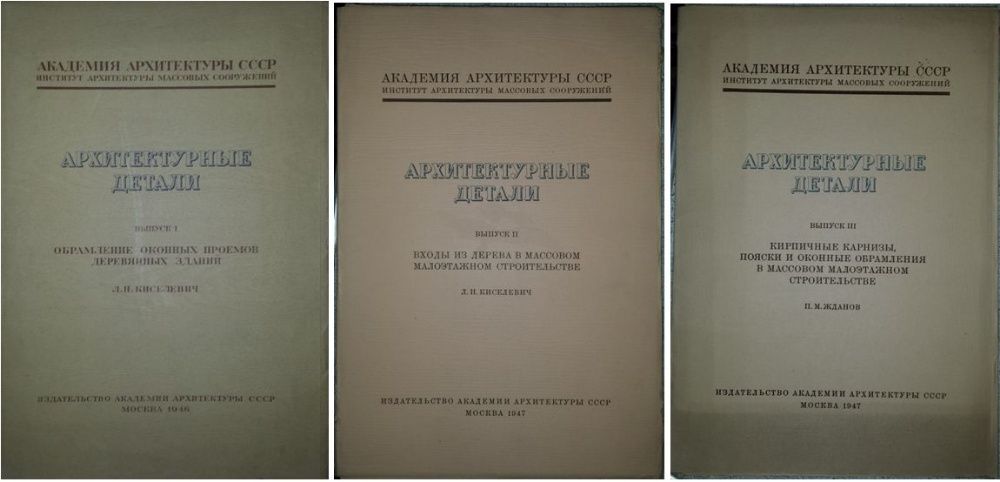 АКАДЕМИЯ АРХИТЕКТУРЫ СССР
ИНСТИТУТ АРХИТЕКТУРЫ МАССОВЫХ СООРУЖЕНИЙ
АРХИТЕКТУРНЫЕ
ДЕТАЛИ
ВЫПУСК I
ОБРАМЛЕНИЕ ОКОННЫХ ПРОЕМОВ
ДЕРЕВЯННЫХ ЗДАНИЙ
Л. Н. КИСЕЛЕВИЧ
ИЗДАТЕЛЬСТВО АКАДЕМИИ АРХИТЕКТУРЫ СССР
МОСКВА 1946
АКАДЕМИЯ АРХИТЕКТУРЫ СССР
ИНСТИТУТ АРХИТЕКТУРЫ МАССОВЫХ СООРУЖЕНИЙ
АРХИТЕКТУРНЫЕ
ДЕТАЛИ
ВЫПУСК II
ВХОДЫ ИЗ ДЕРЕВА В МАССОВОМ
МАЛОЭТАЖНОМ СТРОИТЕЛЬСТВЕ
Л. Н. КИСЕЛЕВИЧ
ИЗДАТЕЛЬСТВО АКАДЕМИИ АРХИТЕКТУРЫ СССР
МОСКВА 1947
АКАДЕМИЯ АРХИТЕКТУРЫ СССР
ИНСТИТУТ АРХИТЕКТУРЫ МАССОВЫХ СООРУЖЕНИЙ
АРХИТЕКТУРНЫЕ
ДЕТАЛИ
ВЫПУСК III
КИРПИЧНЫЕ КАРНИЗЫ,
ПОЯСКИ И ОКОННЫЕ ОБРАМЛЕНИЯ
В МАССОВОМ МАЛОЭТАЖНОМ
СТРОИТЕЛЬСТВЕ
П. М. ЖДАНОВ
ИЗДАТЕЛЬСТВО АКАДЕМИИ АРХИТЕКТУРЫ СССР
МОСКВА 1947